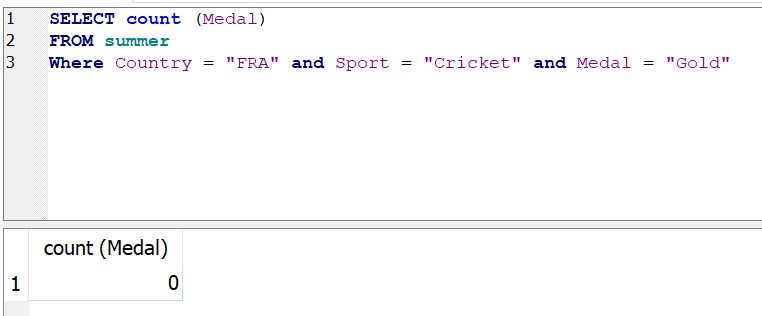 1 SELECT count (Medal)
2 FROM summer
3 Where Country = "FRA" and Sport = "Cricket" and Medal = "Gold"
count (Medal)
1 0